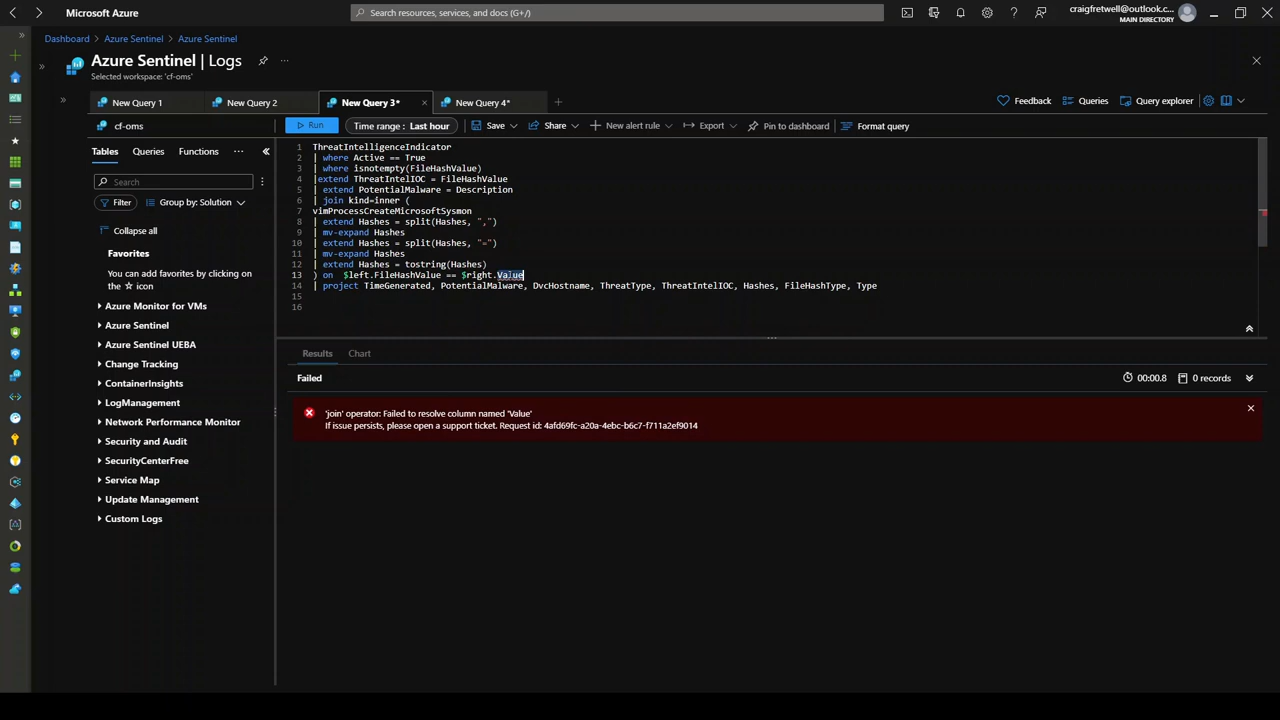 Microsoft Azure
Search resources, services, and docs (G+/)
craigfretwell@outlook.c...
MAIN DIRECTORY
Dashboard > Azure Sentinel > Azure Sentinel
Azure Sentinel | Logs
Selected workspace: 'cf-oms'
New Query 1
New Query 2
New Query 3*
New Query 4*
Feedback
Queries
Query explorer
cf-oms
Run
Time range : Last hour
Save
Share
New alert rule
Export
Pin to dashboard
Format query
Tables
Queries
Functions
Search
Filter
Group by: Solution
Collapse all
Favorites
You can add favorites by clicking on
the ☆ icon
Azure Monitor for VMs
Azure Sentinel
Azure Sentinel UEBA
Change Tracking
ContainerInsights
LogManagement
Network Performance Monitor
Security and Audit
SecurityCenterFree
Service Map
Update Management
Custom Logs
1 ThreatIntelligenceIndicator
2 | where Active == True
3 | where isnotempty(FileHashValue)
4 |extend ThreatIntelIOC = FileHashValue
5 | extend PotentialMalware = Description
6 | join kind=inner (
7 vimProcessCreateMicrosoftSysmon
8 | extend Hashes = split(Hashes, ",")
9 | mv-expand Hashes
10 | extend Hashes = split(Hashes, "=")
11 | mv-expand Hashes
12 | extend Hashes = tostring(Hashes)
13 ) on  $left.FileHashValue == $right.Value
14 | project TimeGenerated, PotentialMalware, DvcHostname, ThreatType, ThreatIntelIOC, Hashes, FileHashType, Type
15
16
Results
Chart
Failed
00:00.8
0 records
'join' operator: Failed to resolve column named 'Value'
If issue persists, please open a support ticket. Request id: 4afd69fc-a20a-4ebc-b6c7-f711a2ef9014